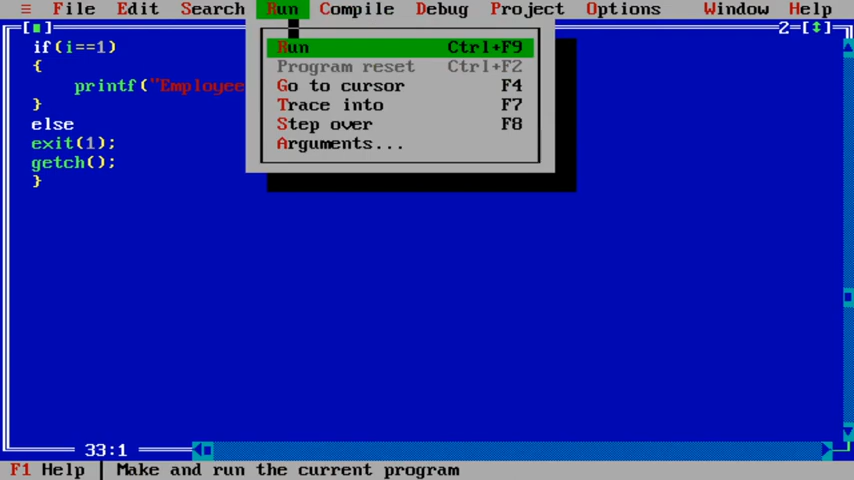 ≡ File Edit Search Run Compile Debug Project Options Window Help
[■] 2=[↕]
if(i==1)
{
printf("Employee
}
else
exit(1);
getch();
}
Run Ctrl+F9
Program reset Ctrl+F2
Go to cursor F4
Trace into F7
Step over F8
Arguments...
33:1
F1 Help | Make and run the current program